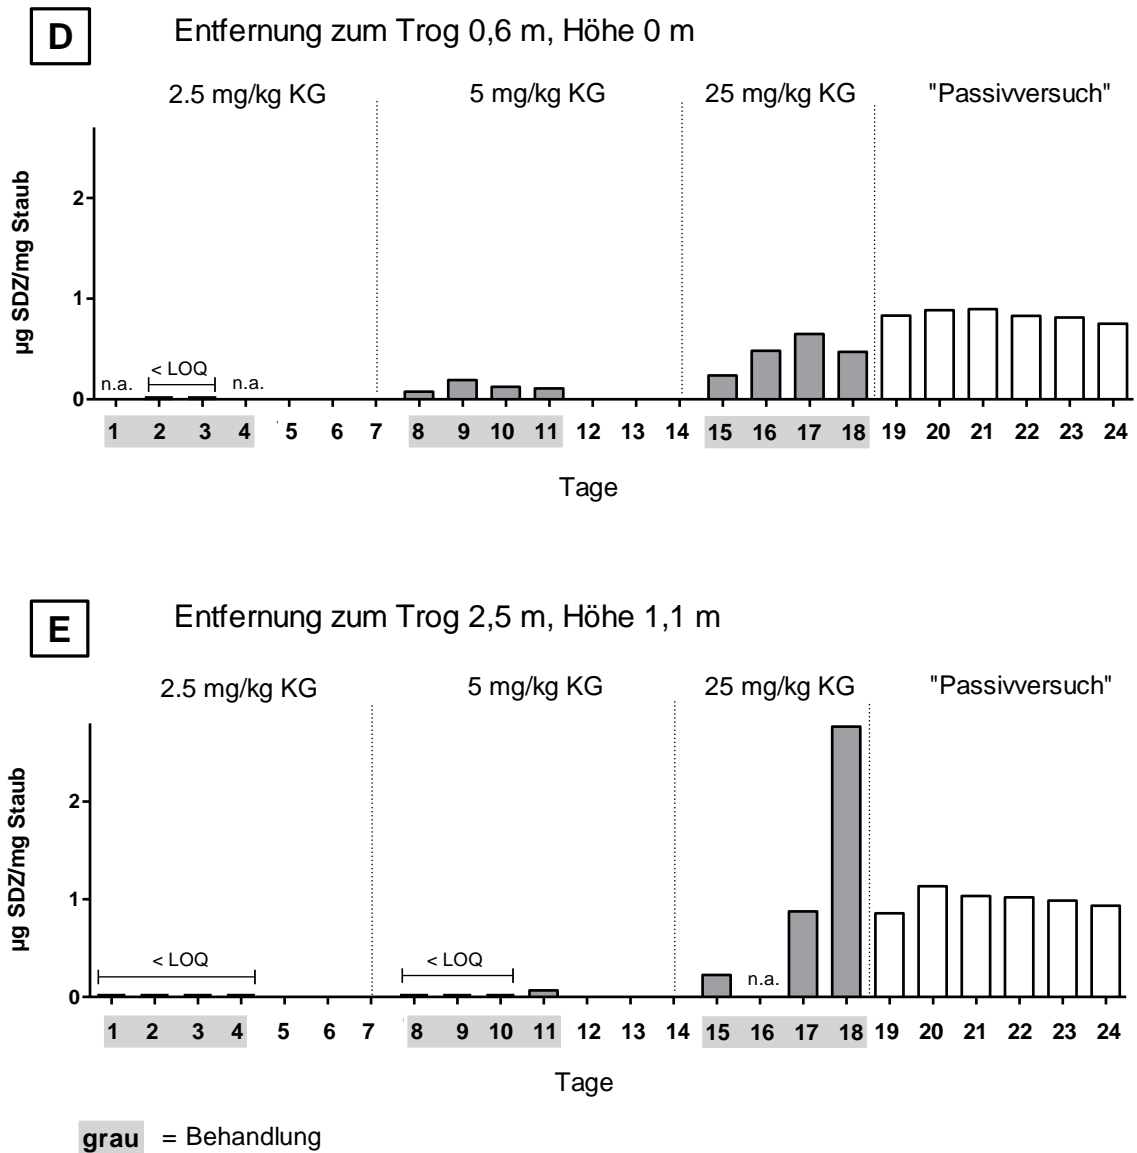 D
Entfernung zum Trog 0,6 m, Höhe 0 m
2.5 mg/kg KG 5 mg/kg KG 25 mg/kg KG "Passivversuch"
µg SDZ/mg Staub
2
1
0
n.a. < LOQ n.a.
1 2 3 4 5 6 7 8 9 10 11 12 13 14 15 16 17 18 19 20 21 22 23 24
Tage
E
Entfernung zum Trog 2,5 m, Höhe 1,1 m
2.5 mg/kg KG 5 mg/kg KG 25 mg/kg KG "Passivversuch"
µg SDZ/mg Staub
2
1
0
< LOQ < LOQ n.a.
1 2 3 4 5 6 7 8 9 10 11 12 13 14 15 16 17 18 19 20 21 22 23 24
Tage
grau = Behandlung